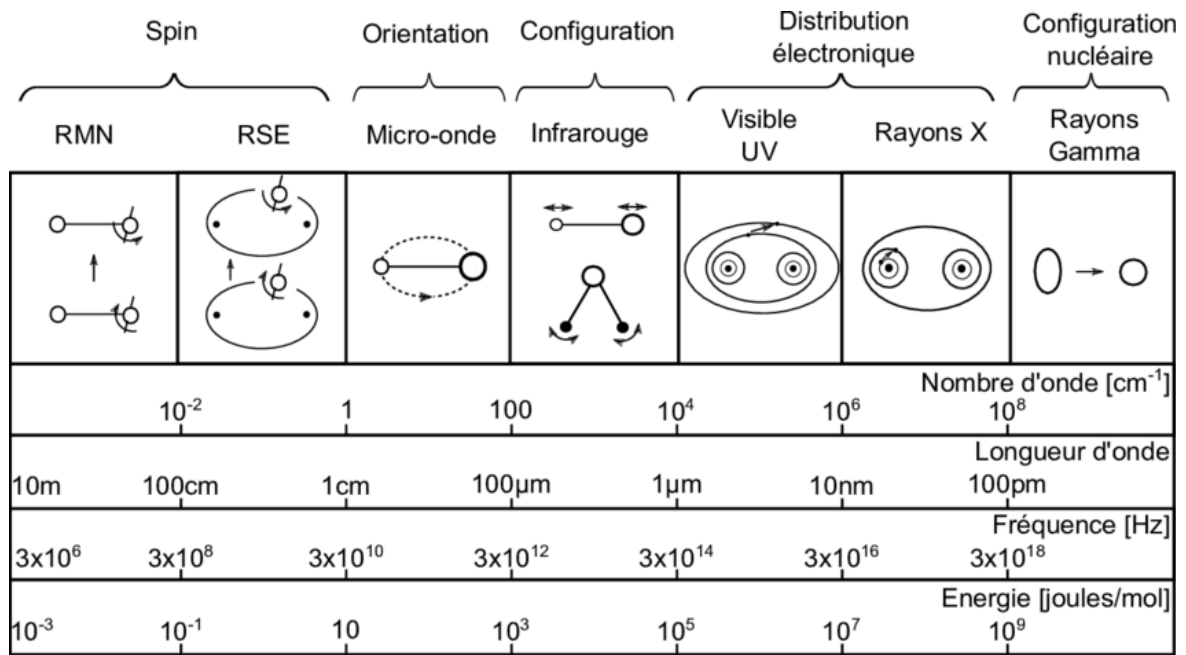 Spin Orientation Configuration Distribution électronique Configuration nucléaire
RMN RSE Micro-onde Infrarouge Visible UV Rayons X Rayons Gamma
Nombre d'onde [cm⁻¹]
10⁻² 1 100 10⁴ 10⁶ 10⁸
Longueur d'onde
10m 100cm 1cm 100µm 1µm 10nm 100pm
Fréquence [Hz]
3x10⁶ 3x10⁸ 3x10¹⁰ 3x10¹² 3x10¹⁴ 3x10¹⁶ 3x10¹⁸
Energie [joules/mol]
10⁻³ 10⁻¹ 10 10³ 10⁵ 10⁷ 10⁹